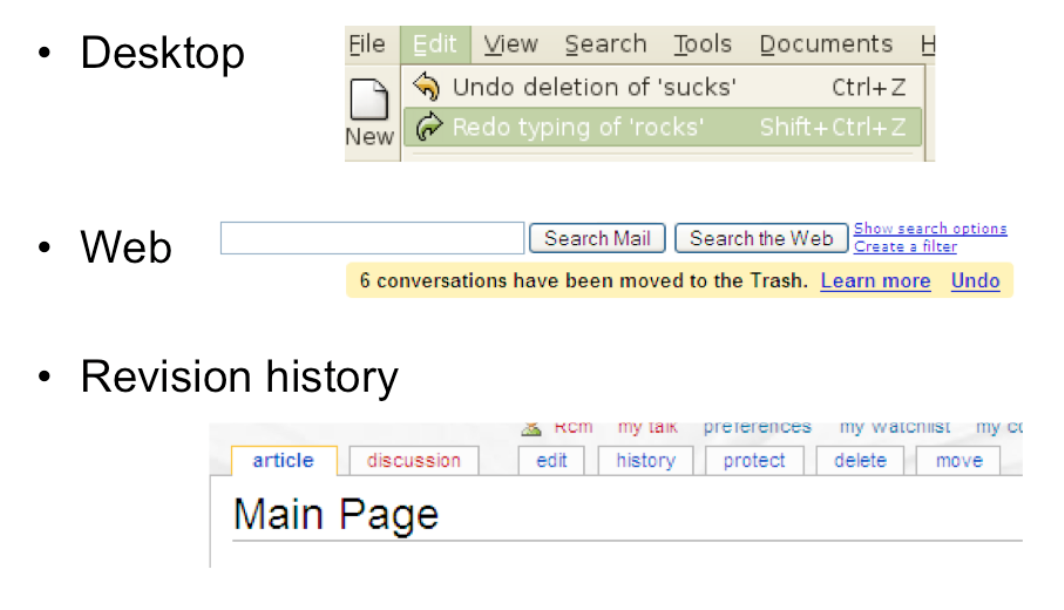 • Desktop
File Edit View Search Tools Documents H
New
Undo deletion of 'sucks' Ctrl+Z
Redo typing of 'rocks' Shift+Ctrl+Z
• Web
Search Mail Search the Web Show search options
Create a filter
6 conversations have been moved to the Trash. Learn more Undo
• Revision history
Rcm my talk preferences my watchlist my co
article discussion edit history protect delete move
Main Page